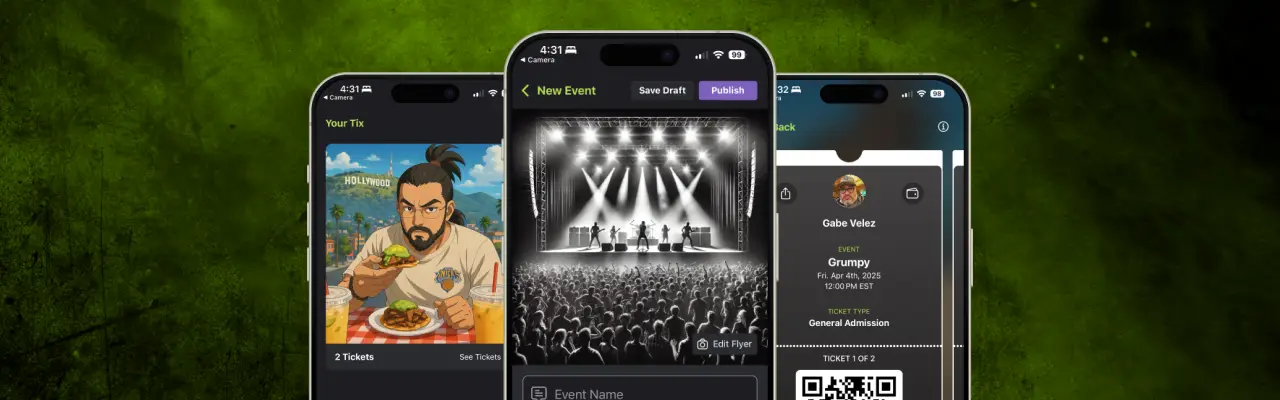 4:31
◀ Camera
Your Tix
HOLLYWOOD
2 Tickets
See Tickets
4:31
◀ Camera
99
New Event
Save Draft
Publish
Edit Flyer
Event Name
32
98
Back
Gabe Velez
EVENT
Grumpy
Fri. Apr 4th, 2025
12:00 PM EST
TICKET TYPE
General Admission
TICKET 1 OF 2